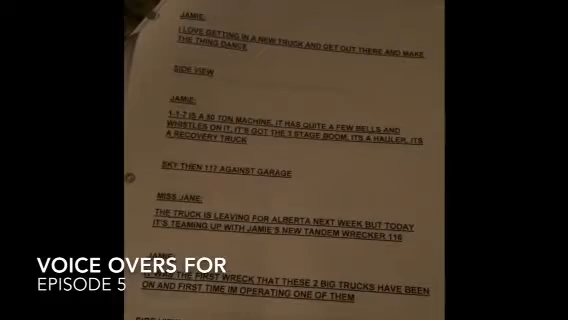 JAMIE:
I LOVE GETTING IN A NEW TRUCK AND GET OUT THERE AND MAKE
THE THING DANCE
SIDE VIEW
JAMIE:
1-1-7 IS A 50 TON MACHINE, IT HAS QUITE A FEW BELLS AND
WHISTLES ON IT, IT'S GOT THE 3 STAGE BOOM, ITS A HAULER, ITS
A RECOVERY TRUCK
SKY THEN 117 AGAINST GARAGE
MISS JANE:
THE TRUCK IS LEAVING FOR ALBERTA NEXT WEEK BUT TODAY
IT'S TEAMING UP WITH JAMIE'S NEW TANDEM WRECKER 116
JAMIE:
WAS THE FIRST WRECK THAT THESE 2 BIG TRUCKS HAVE BEEN
ON AND FIRST TIME IM OPERATING ONE OF THEM
VOICE OVERS FOR
EPISODE 5